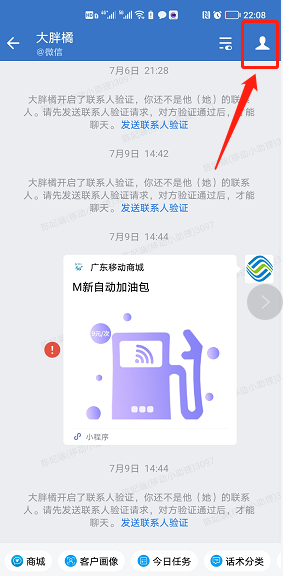 22:08
大胖橘
@微信
7月6日 21:28
大胖橘开启了联系人验证，你还不是他（她）的联系
人。请先发送联系人验证请求，对方验证通过后，才能
聊天。发送联系人验证
7月9日 14:42
大胖橘开启了联系人验证，你还不是他（她）的联系
人。请先发送联系人验证请求，对方验证通过后，才能
聊天。发送联系人验证
7月9日 14:44
广东移动商城
M新自动加油包
小程序
7月9日 14:44
大胖橘开启了联系人验证，你还不是他（她）的联系
人。请先发送联系人验证请求，对方验证通过后，才能
聊天。发送联系人验证
商城
客户画像
今日任务
话术分类